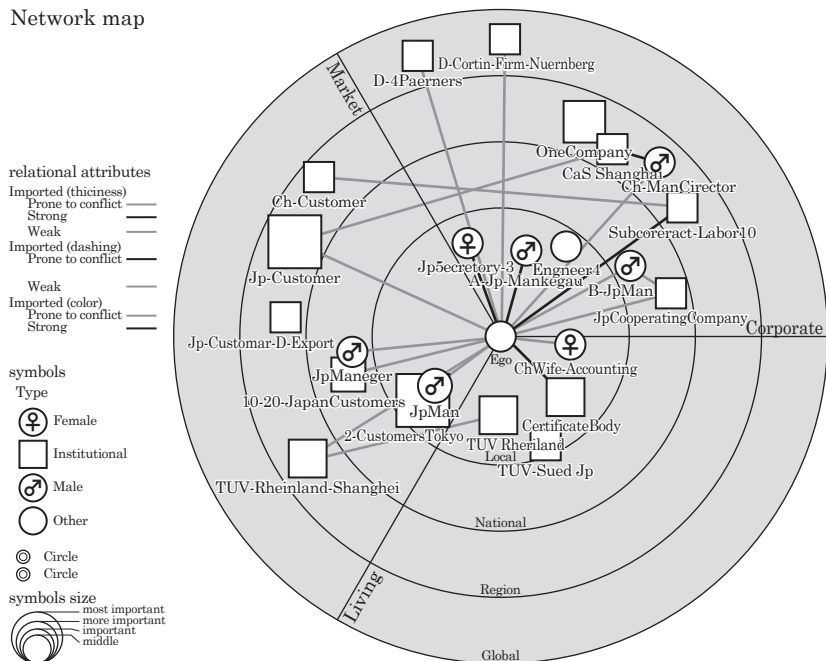 Network map
relational attributes
Imported (thiciness)
Prone to conflict
Strong
Weak
Imported (dashing)
Prone to conflict
Weak
Imported (color)
Prone to conflict
Strong
symbols
Type
Female
Institutional
Male
Other
Circle
Circle
symbols size
most important
more important
important
middle
Market
Corporate
Living
D-Cortin-Firm-Nuernberg
D-4Paerners
OneCompany
CaS Shanghai
Ch-ManCirector
Ch-Customer
Subcoreract-Labor10
Jp-Customer
Jp5ecretory-3
A-Jp-Mankegau
Engneer4
B-JpMan
JpCooperatingCompany
Jp-Customar-D-Export
Ego
ChWife-Accounting
JpManeger
10-20-JapanCustomers
JpMan
2-CustomersTokyo
CertificateBody
TUV Rheriland
TUV-Sued Jp
TUV-Rheinland-Shanghei
Local
National
Region
Global